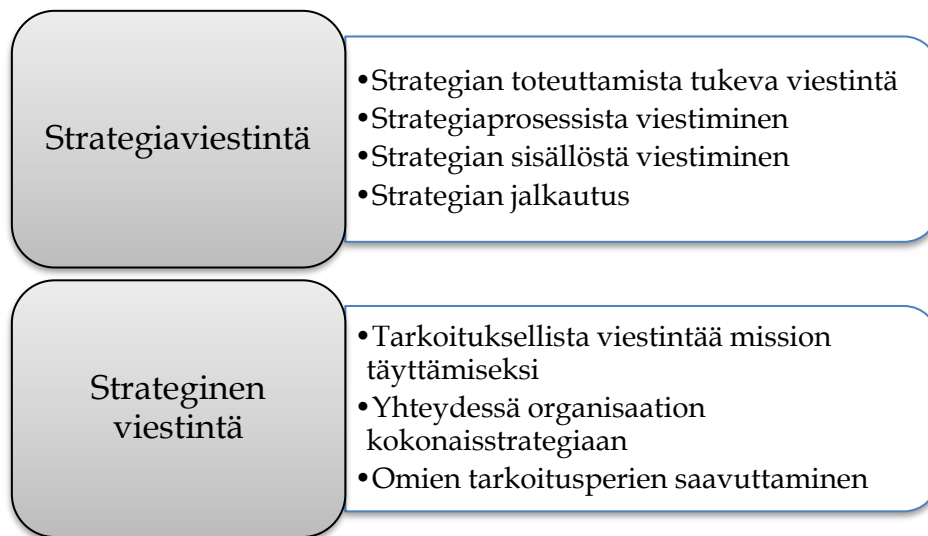 Strategiaviestintä
•Strategian toteuttamista tukeva viestintä
•Strategiaprosessista viestiminen
•Strategian sisällöstä viestiminen
•Strategian jalkautus
Strateginen
viestintä
•Tarkoituksellista viestintää mission
täyttämiseksi
•Yhteydessä organisaation
kokonaisstrategiaan
•Omien tarkoitusperien saavuttaminen